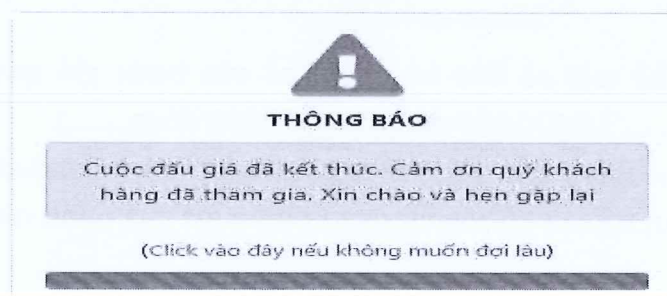 THÔNG BÁO
Cuộc đấu giá đã kết thúc. Cảm ơn quý khách
hàng đã tham gia. Xin chào và hẹn gặp lại
(Click vào đây nếu không muốn đợi lâu)